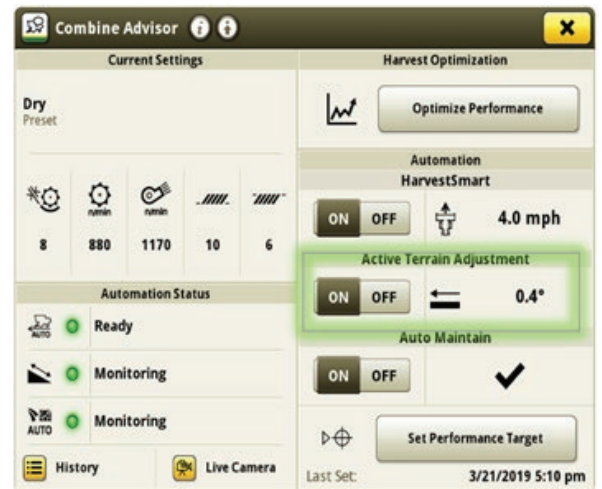 Combine Advisor
Current Settings
Dry
Preset
n/min
n/min
8 880 1170 10 6
Automation Status
AUTO Ready
Monitoring
AUTO Monitoring
History Live Camera
Harvest Optimization
Optimize Performance
Automation
HarvestSmart
ON OFF 4.0 mph
Active Terrain Adjustment
ON OFF 0.4°
Auto Maintain
ON OFF
Set Performance Target
Last Set: 3/21/2019 5:10 pm